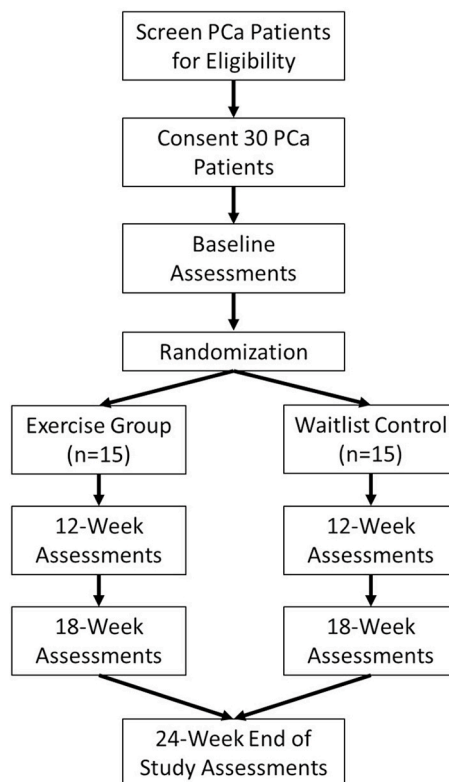 Screen PCa Patients
for Eligibility
Consent 30 PCa
Patients
Baseline
Assessments
Randomization
Exercise Group
(n=15)
Waitlist Control
(n=15)
12-Week
Assessments
12-Week
Assessments
18-Week
Assessments
18-Week
Assessments
24-Week End of
Study Assessments